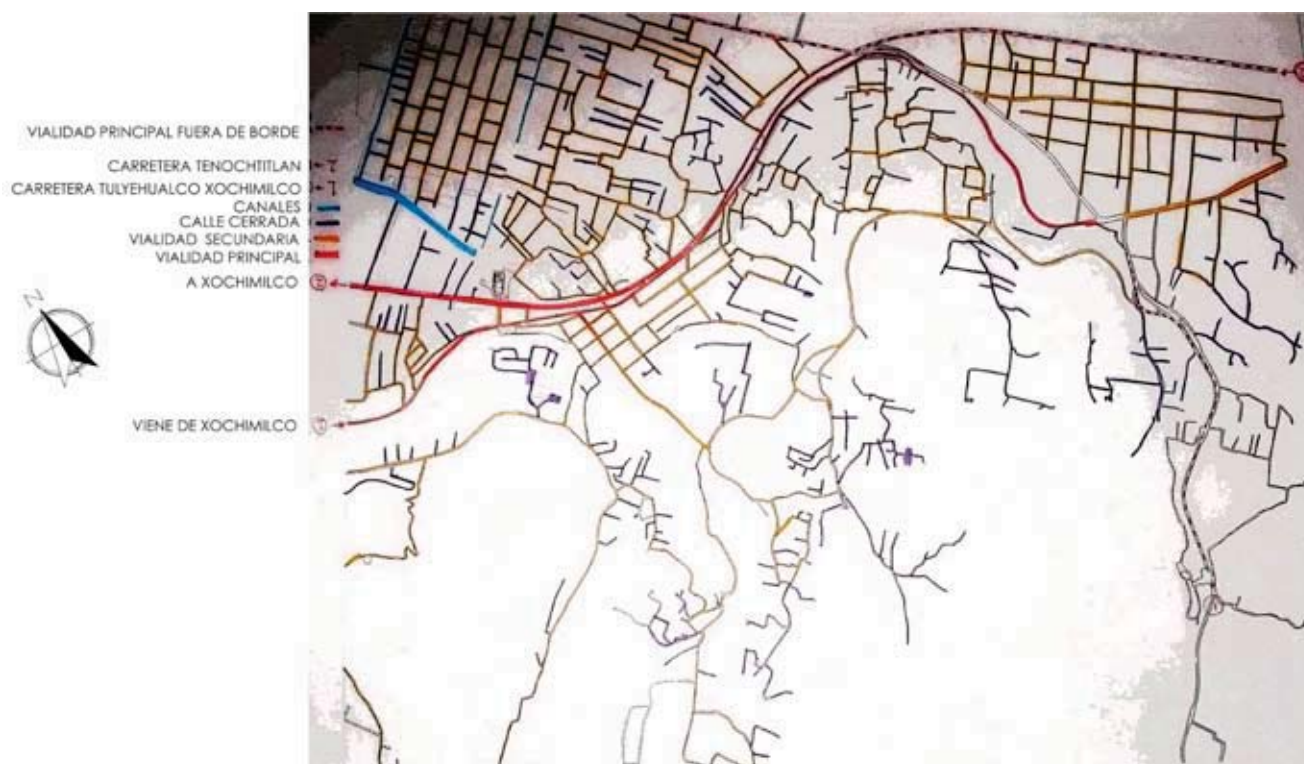 VIALIDAD PRINCIPAL FUERA DE BORDE
CARRETERA TENOCHTITLAN
CARRETERA TULYEHUALCO XOCHIMILCO
CANALES
CALLE CERRADA
VIALIDAD SECUNDARIA
VIALIDAD PRINCIPAL
A XOCHIMILCO
N
VIENE DE XOCHIMILCO